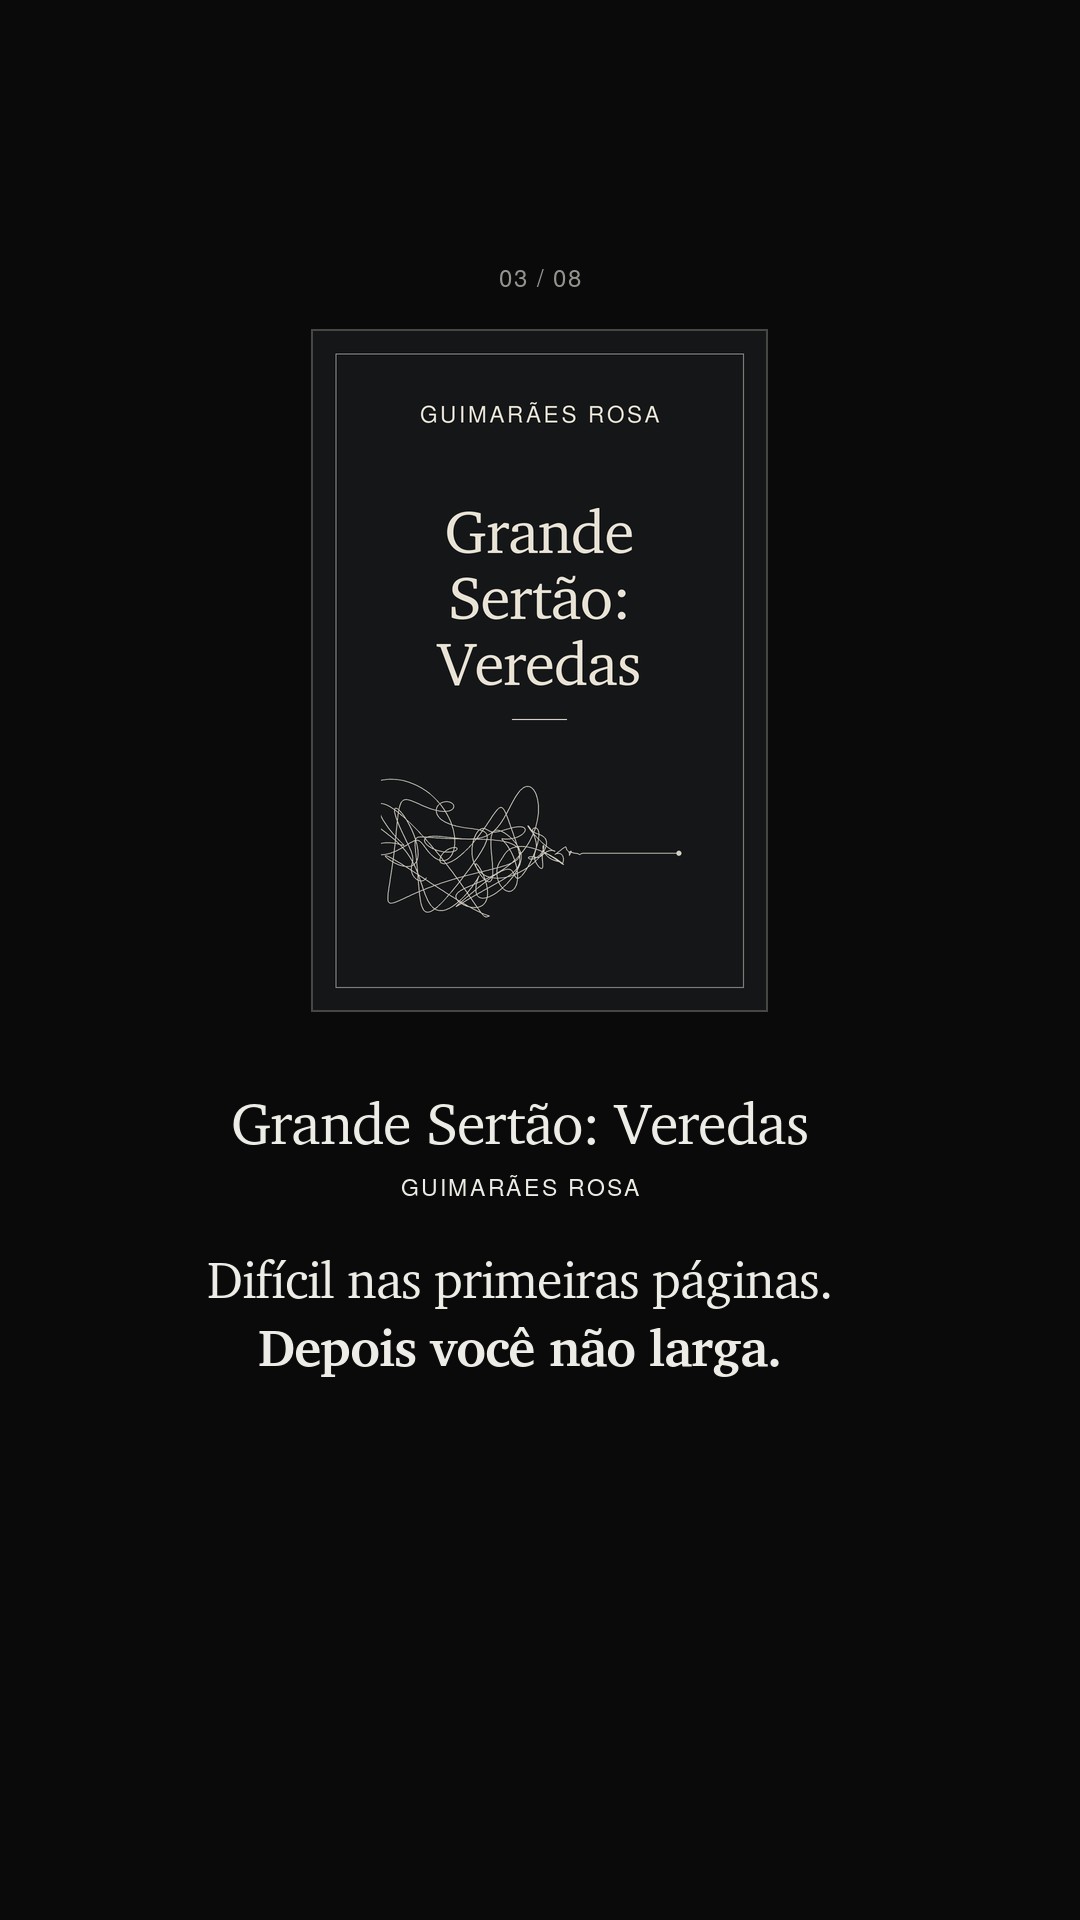 03 / 08
GUIMARÃES ROSA
Grande
Sertão:
Veredas
Grande Sertão: Veredas
GUIMARÃES ROSA
Difícil nas primeiras páginas.
Depois você não larga.